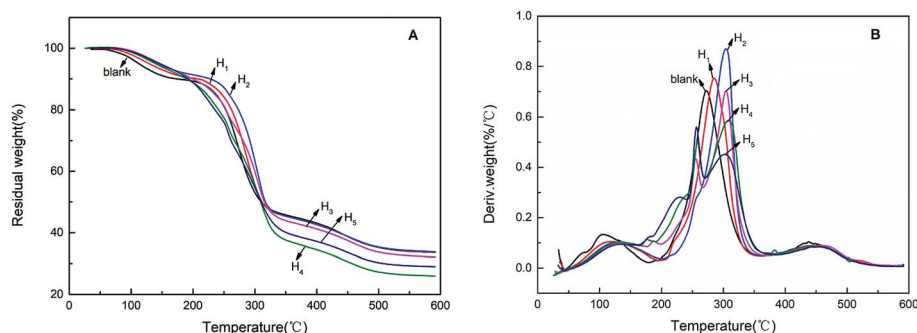 A
100
80
60
40
20
0
100
200
300
400
500
600
Residual weight(%)
Temperature(℃)
blank
H1
H2
H3
H5
H4
B
1.0
0.8
0.6
0.4
0.2
0.0
0
100
200
300
400
500
600
Deriv.weight(%/℃)
Temperature(℃)
blank
H1
H2
H3
H4
H5